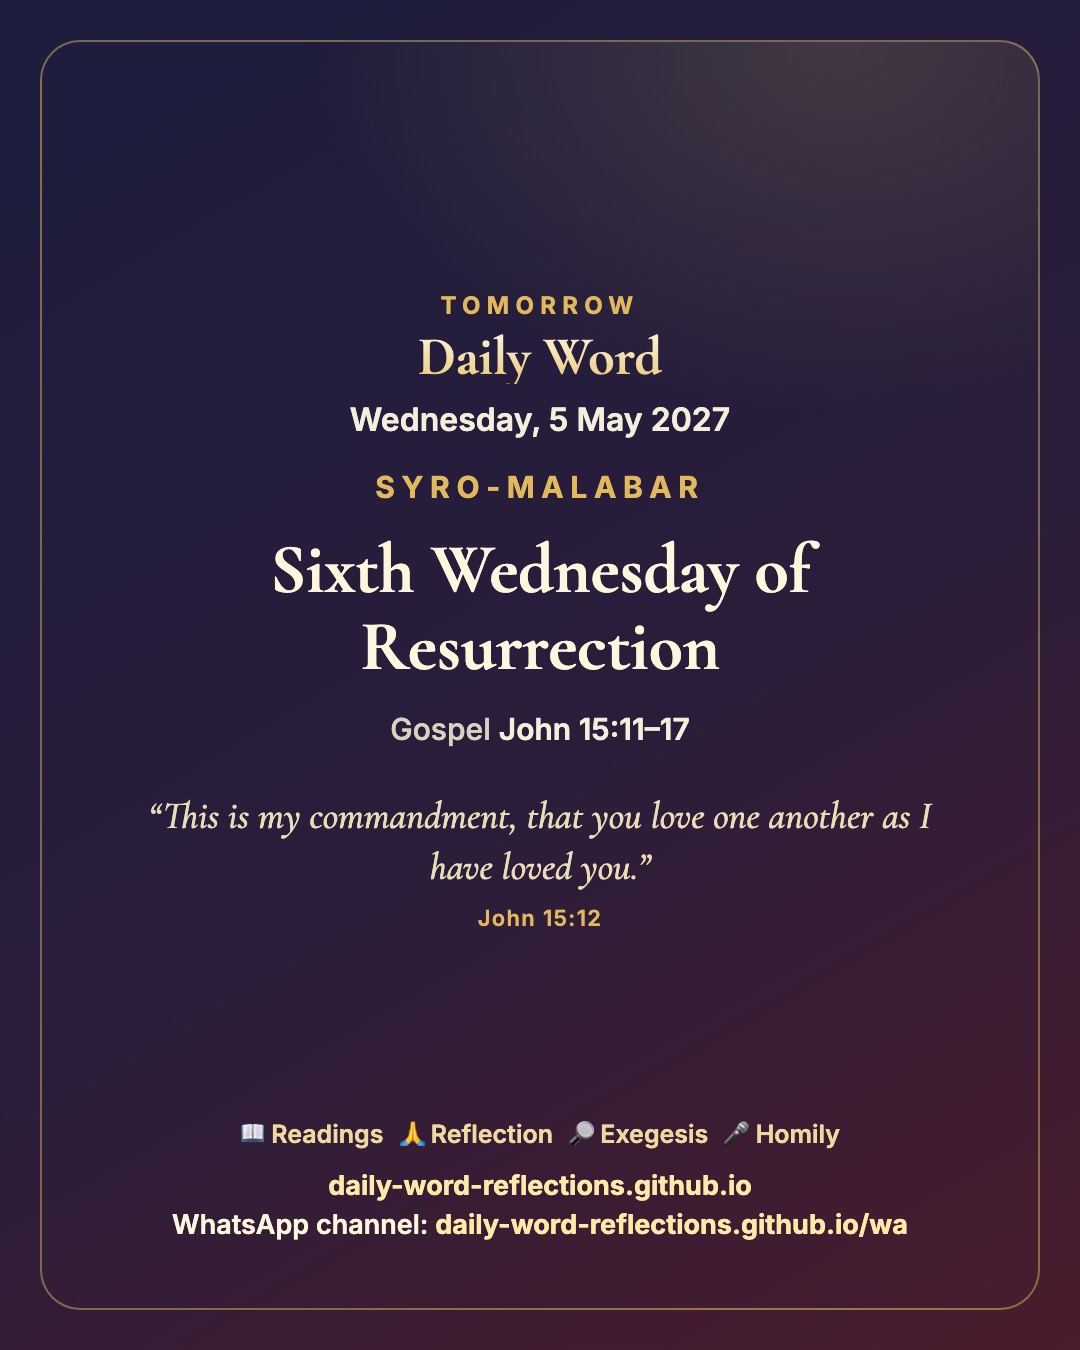 TOMORROW
Daily Word
Wednesday, 5 May 2027
SYRO-MALABAR
Sixth Wednesday of
Resurrection
Gospel John 15:11–17
“This is my commandment, that you love one another as I
have loved you.”
John 15:12
📖 Readings 🙏 Reflection 🔎 Exegesis 🎤 Homily
daily-word-reflections.github.io
WhatsApp channel: daily-word-reflections.github.io/wa